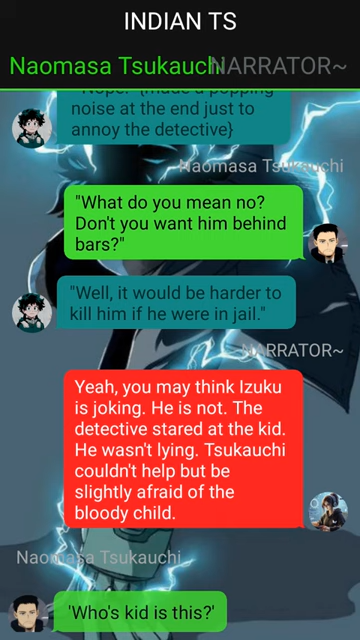 INDIAN TS
Naomasa Tsukauchi NARRATOR~
"Nope." {made a popping
noise at the end just to
annoy the detective}
Naomasa Tsukauchi
"What do you mean no?
Don't you want him behind
bars?"
"Well, it would be harder to
kill him if he were in jail."
NARRATOR~
Yeah, you may think Izuku
is joking. He is not. The
detective stared at the kid.
He wasn't lying. Tsukauchi
couldn't help but be
slightly afraid of the
bloody child.
Naomasa Tsukauchi
'Who's kid is this?'